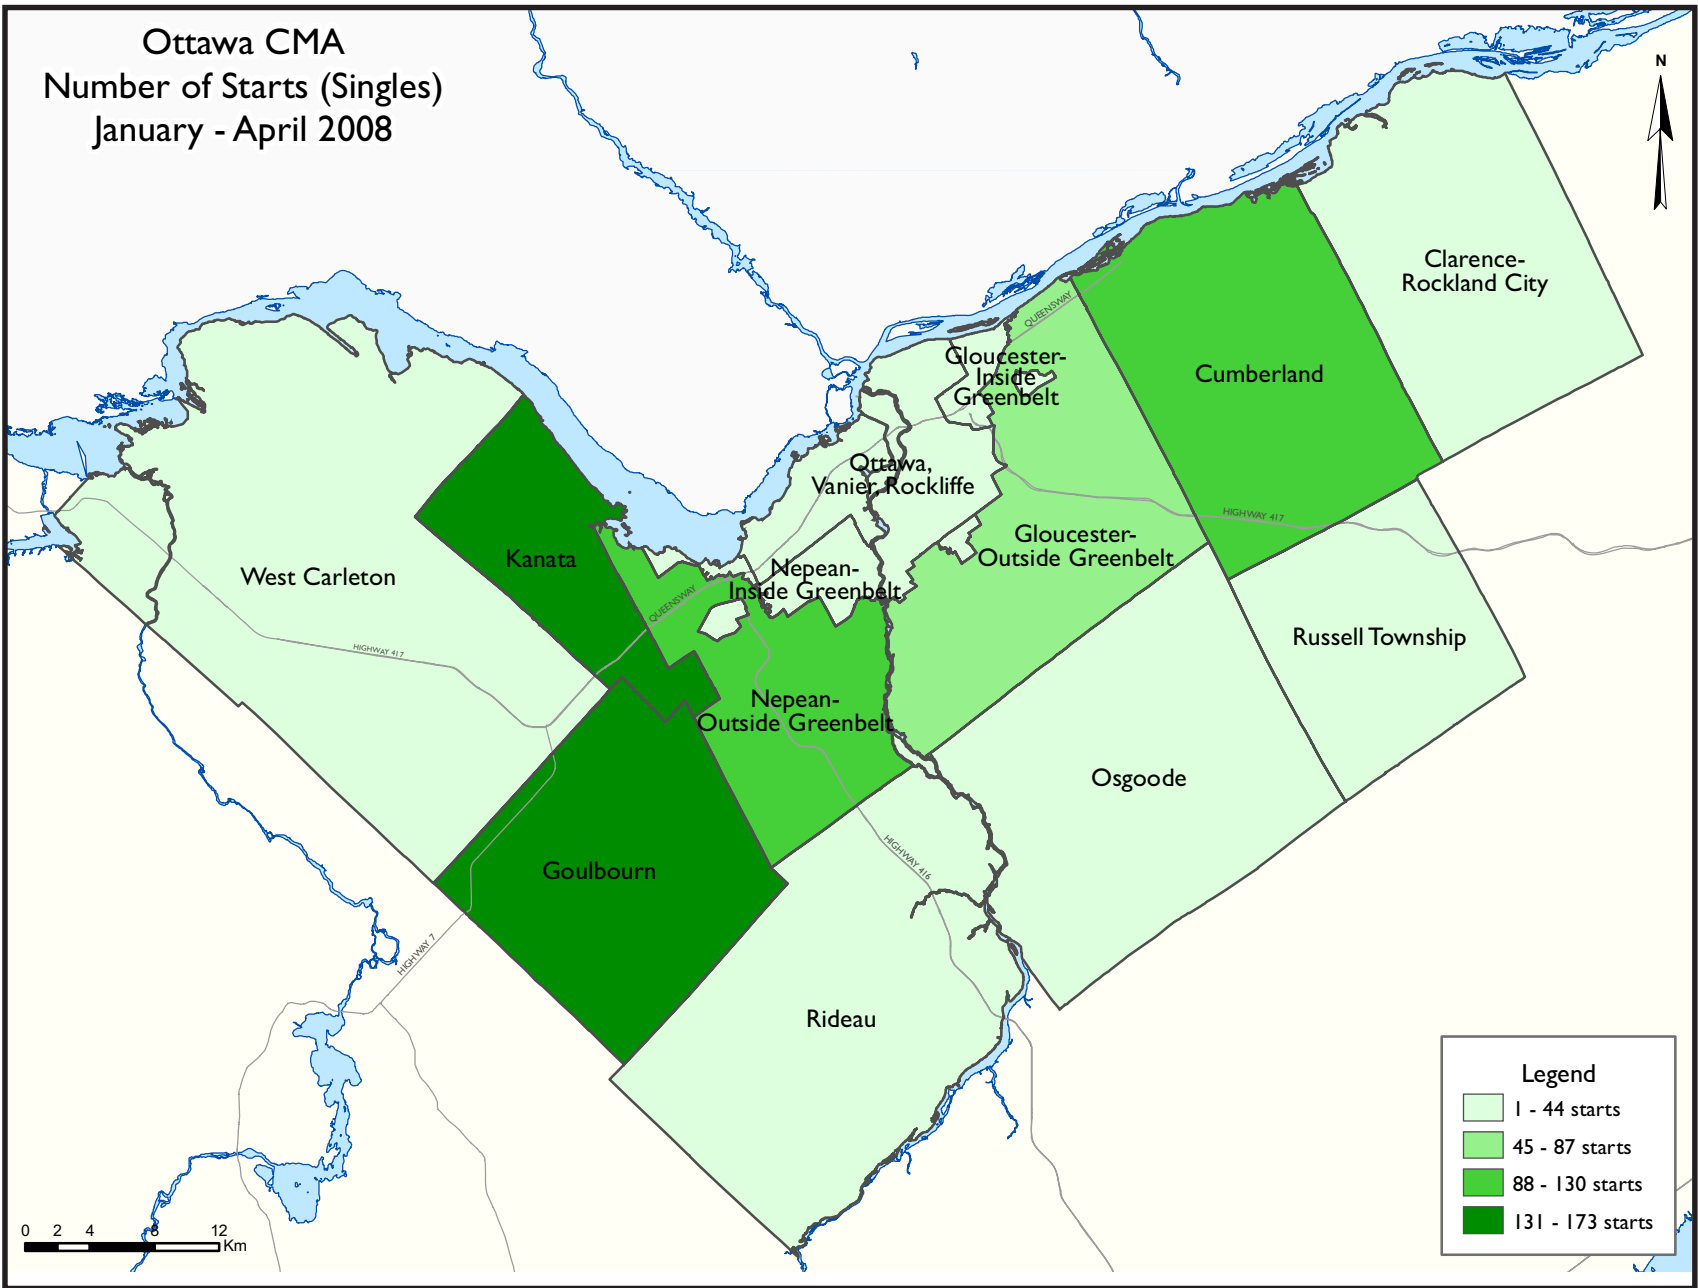 Ottawa CMA
Number of Starts (Singles)
January - April 2008
N
Clarence-
Rockland City
QUEENSWAY
Gloucester-
Inside
Greenbelt
Cumberland
Ottawa,
Vanier, Rockliffe
HIGHWAY 417
Gloucester-
Outside Greenbelt
Kanata
West Carleton
Nepean-
Inside Greenbelt
QUEENSWAY
HIGHWAY 417
Russell Township
Nepean-
Outside Greenbelt
Osgoode
Goulbourn
HIGHWAY 416
HIGHWAY 7
Rideau
Legend
1 - 44 starts
45 - 87 starts
88 - 130 starts
131 - 173 starts
0 2 4 8 12
Km